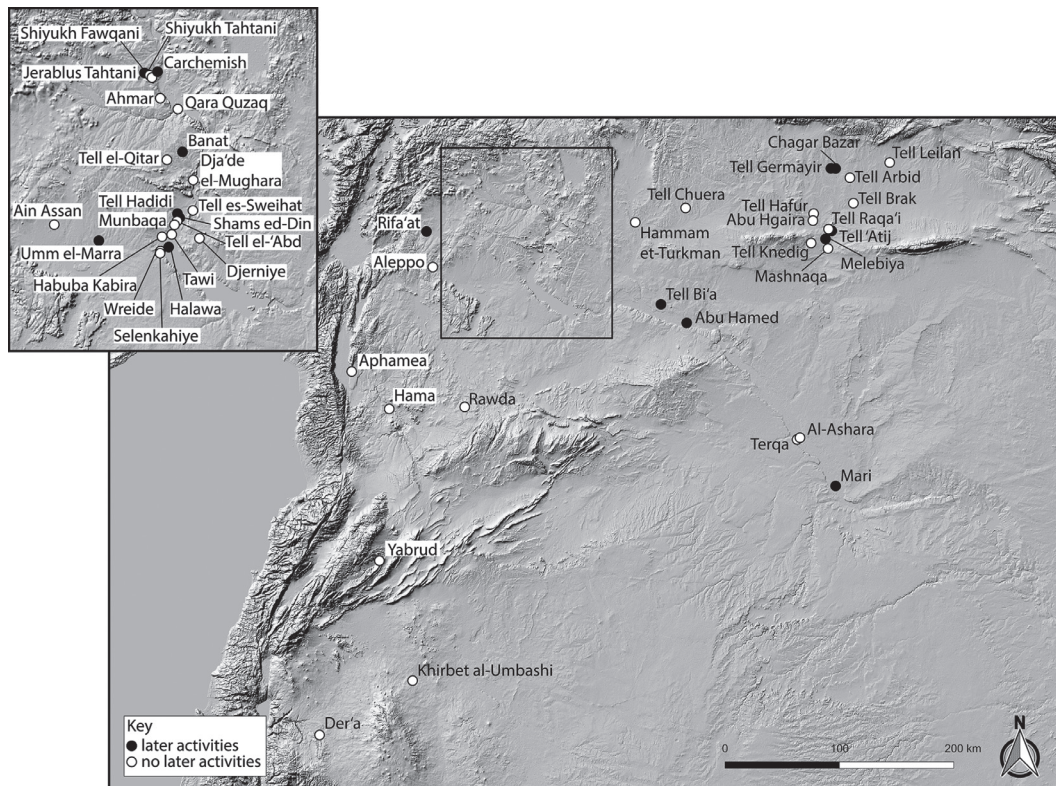 Shiyukh Fawqani
Shiyukh Tahtani
Jerablus Tahtani
Carchemish
Ahmar
Qara Quzaq
Banat
Tell el-Qitar
Dja‘de
el-Mughara
Tell Hadidi
Tell es-Sweihat
Ain Assan
Munbaqa
Shams ed-Din
Tell el-‘Abd
Umm el-Marra
Djerniye
Habuba Kabira
Tawi
Wreide
Halawa
Selenkahiye
Chagar Bazar
Tell Germayir
Tell Leilan
Tell Arbid
Tell Chuera
Tell Brak
Tell Hafur
Abu Hgaira
Tell Raqa‘i
Rifa‘at
Hammam
et-Turkman
Tell ‘Atij
Tell Knedig
Melebiya
Aleppo
Mashnaqa
Tell Bi‘a
Abu Hamed
Aphamea
Hama
Rawda
Al-Ashara
Terqa
Mari
Yabrud
Khirbet al-Umbashi
Der‘a
Key
later activities
no later activities
N
0 100 200 km